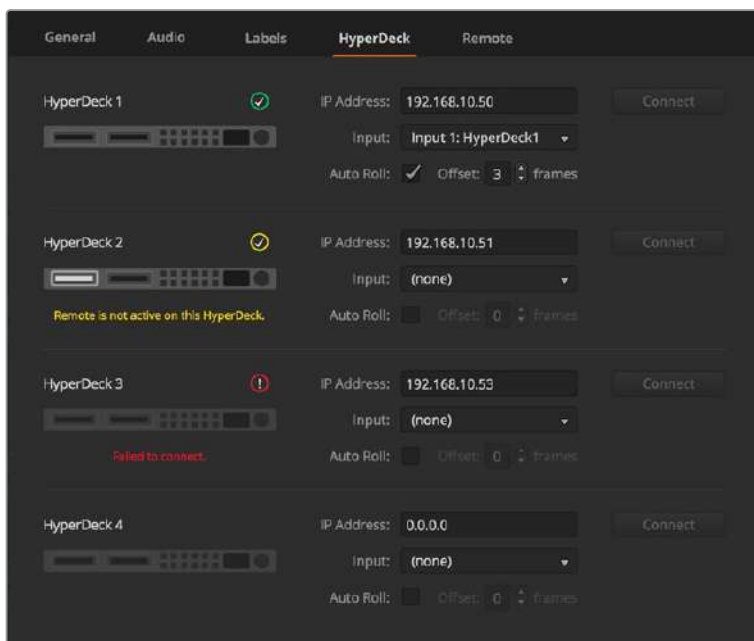 General Audio Labels HyperDeck Remote
HyperDeck 1
IP Address: 192.168.10.50 Connect
Input: Input 1: HyperDeck1
Auto Roll: Offset: 3 frames
HyperDeck 2
IP Address: 192.168.10.51 Connect
Input: (none)
Remote is not active on this HyperDeck.
Auto Roll: Offset: 0 frames
HyperDeck 3
IP Address: 192.168.10.53 Connect
Input: (none)
Failed to connect.
Auto Roll: Offset: 0 frames
HyperDeck 4
IP Address: 0.0.0.0 Connect
Input: (none)
Auto Roll: Offset: 0 frames